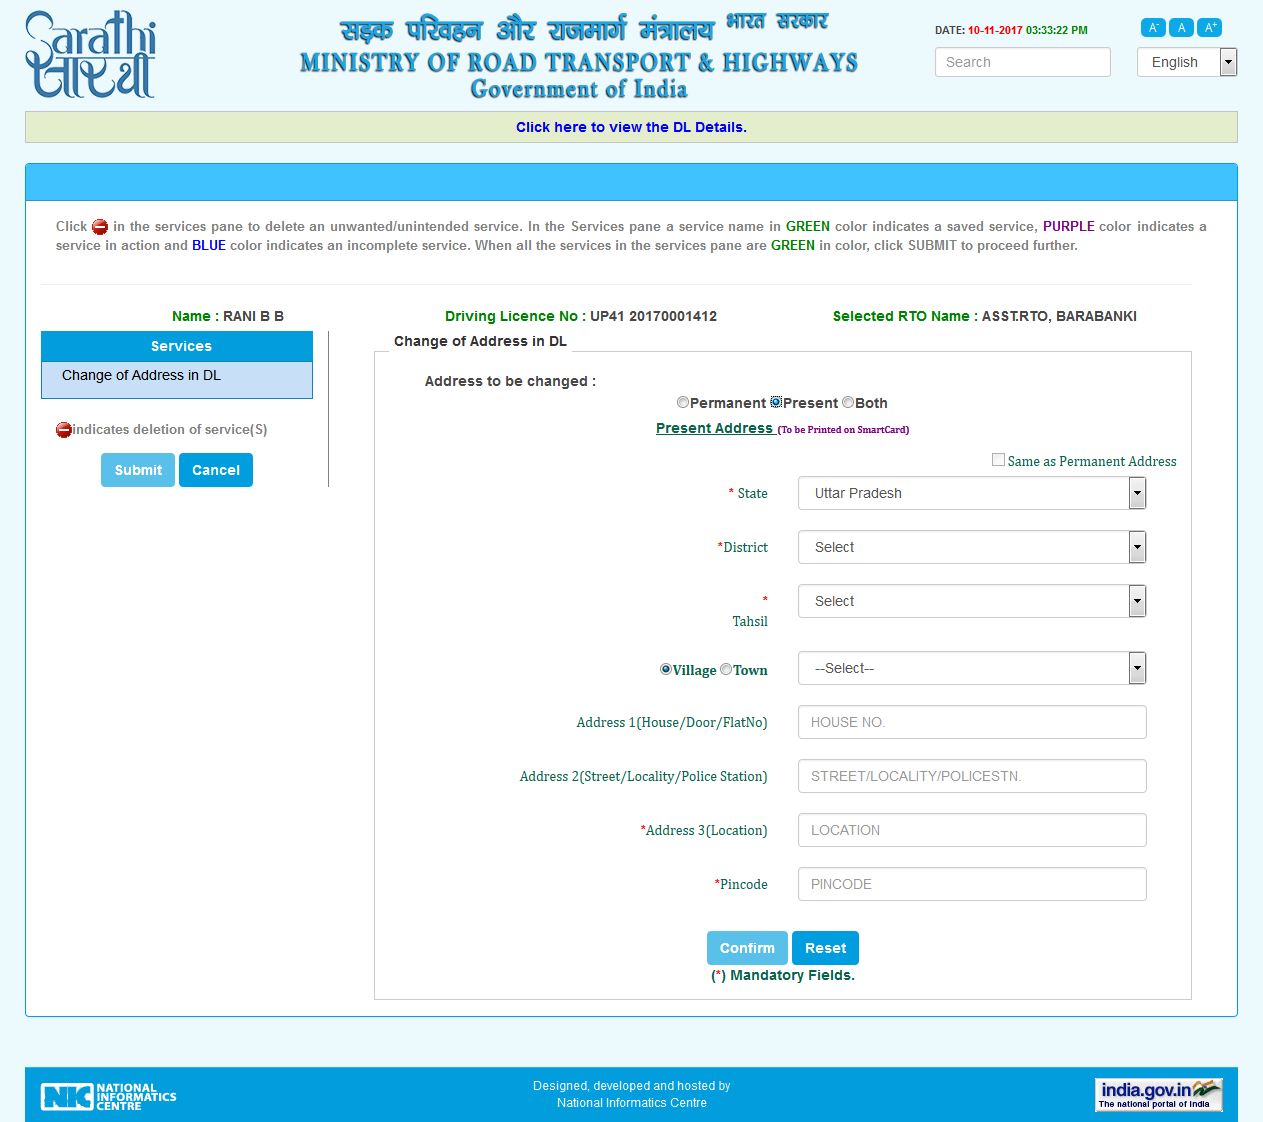 Sarathi
सारथी
सड़क परिवहन और राजमार्ग मंत्रालय भारत सरकार
MINISTRY OF ROAD TRANSPORT & HIGHWAYS
Government of India
DATE: 10-11-2017 03:33:22 PM
A- A A+
Search
English
Click here to view the DL Details.
Click in the services pane to delete an unwanted/unintended service. In the Services pane a service name in GREEN color indicates a saved service, PURPLE color indicates a
service in action and BLUE color indicates an incomplete service. When all the services in the services pane are GREEN in color, click SUBMIT to proceed further.
Name : RANI B B
Driving Licence No : UP41 20170001412
Selected RTO Name : ASST.RTO, BARABANKI
Services
Change of Address in DL
indicates deletion of service(S)
Submit Cancel
Change of Address in DL
Address to be changed :
Permanent Present Both
Present Address (To be Printed on SmartCard)
Same as Permanent Address
* State Uttar Pradesh
*District Select
*
Tahsil Select
Village Town --Select--
Address 1(House/Door/FlatNo) HOUSE NO.
Address 2(Street/Locality/Police Station) STREET/LOCALITY/POLICESTN.
*Address 3(Location) LOCATION
*Pincode PINCODE
Confirm Reset
(*) Mandatory Fields.
NIC NATIONAL
INFORMATICS
CENTRE
Designed, developed and hosted by
National Informatics Centre
india.gov.in
The national portal of India